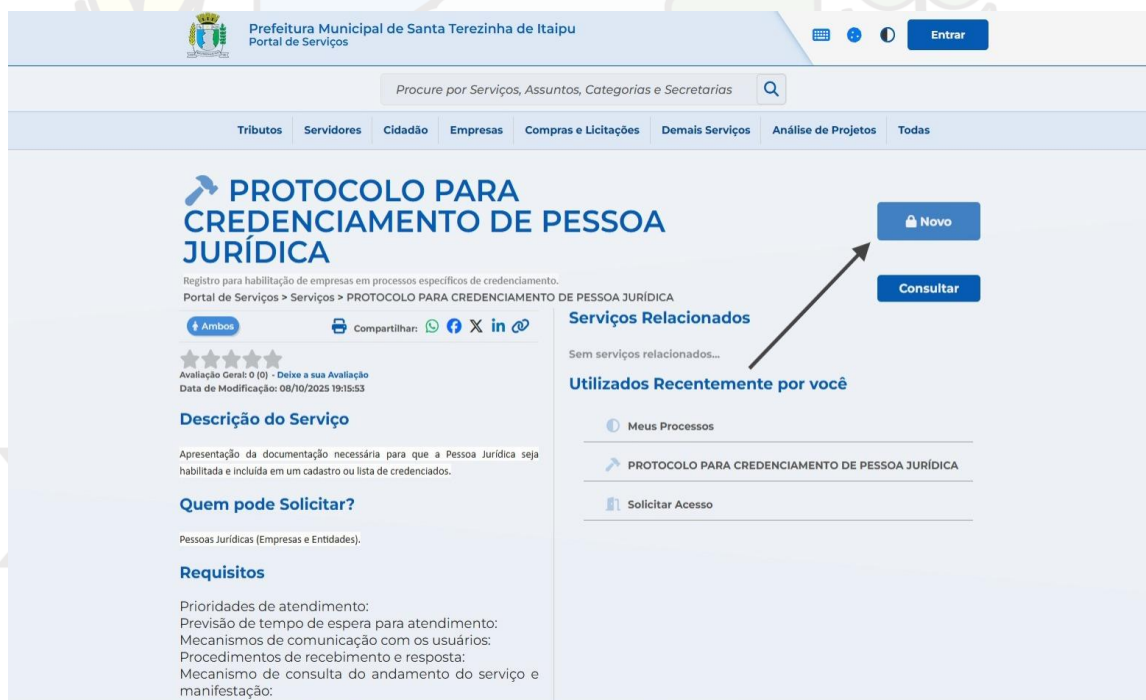 Prefeitura Municipal de Santa Terezinha de Itaipu
Portal de Serviços
Entrar
Procure por Serviços, Assuntos, Categorias e Secretarias
Tributos
Servidores
Cidadão
Empresas
Compras e Licitações
Demais Serviços
Análise de Projetos
Todas
PROTOCOLO PARA
CREDENCIAMENTO DE PESSOA
JURÍDICA
Novo
Consultar
Registro para habilitação de empresas em processos específicos de credenciamento.
Portal de Serviços > Serviços > PROTOCOLO PARA CREDENCIAMENTO DE PESSOA JURÍDICA
Ambos
Compartilhar:
Avaliação Geral: 0 (0) - Deixe a sua Avaliação
Data de Modificação: 08/10/2025 19:15:53
Descrição do Serviço
Apresentação da documentação necessária para que a Pessoa Jurídica seja
habilitada e incluída em um cadastro ou lista de credenciados.
Quem pode Solicitar?
Pessoas Jurídicas (Empresas e Entidades).
Requisitos
Prioridades de atendimento:
Previsão de tempo de espera para atendimento:
Mecanismos de comunicação com os usuários:
Procedimentos de recebimento e resposta:
Mecanismo de consulta do andamento do serviço e
manifestação:
Serviços Relacionados
Sem serviços relacionados...
Utilizados Recentemente por você
Meus Processos
PROTOCOLO PARA CREDENCIAMENTO DE PESSOA JURÍDICA
Solicitar Acesso